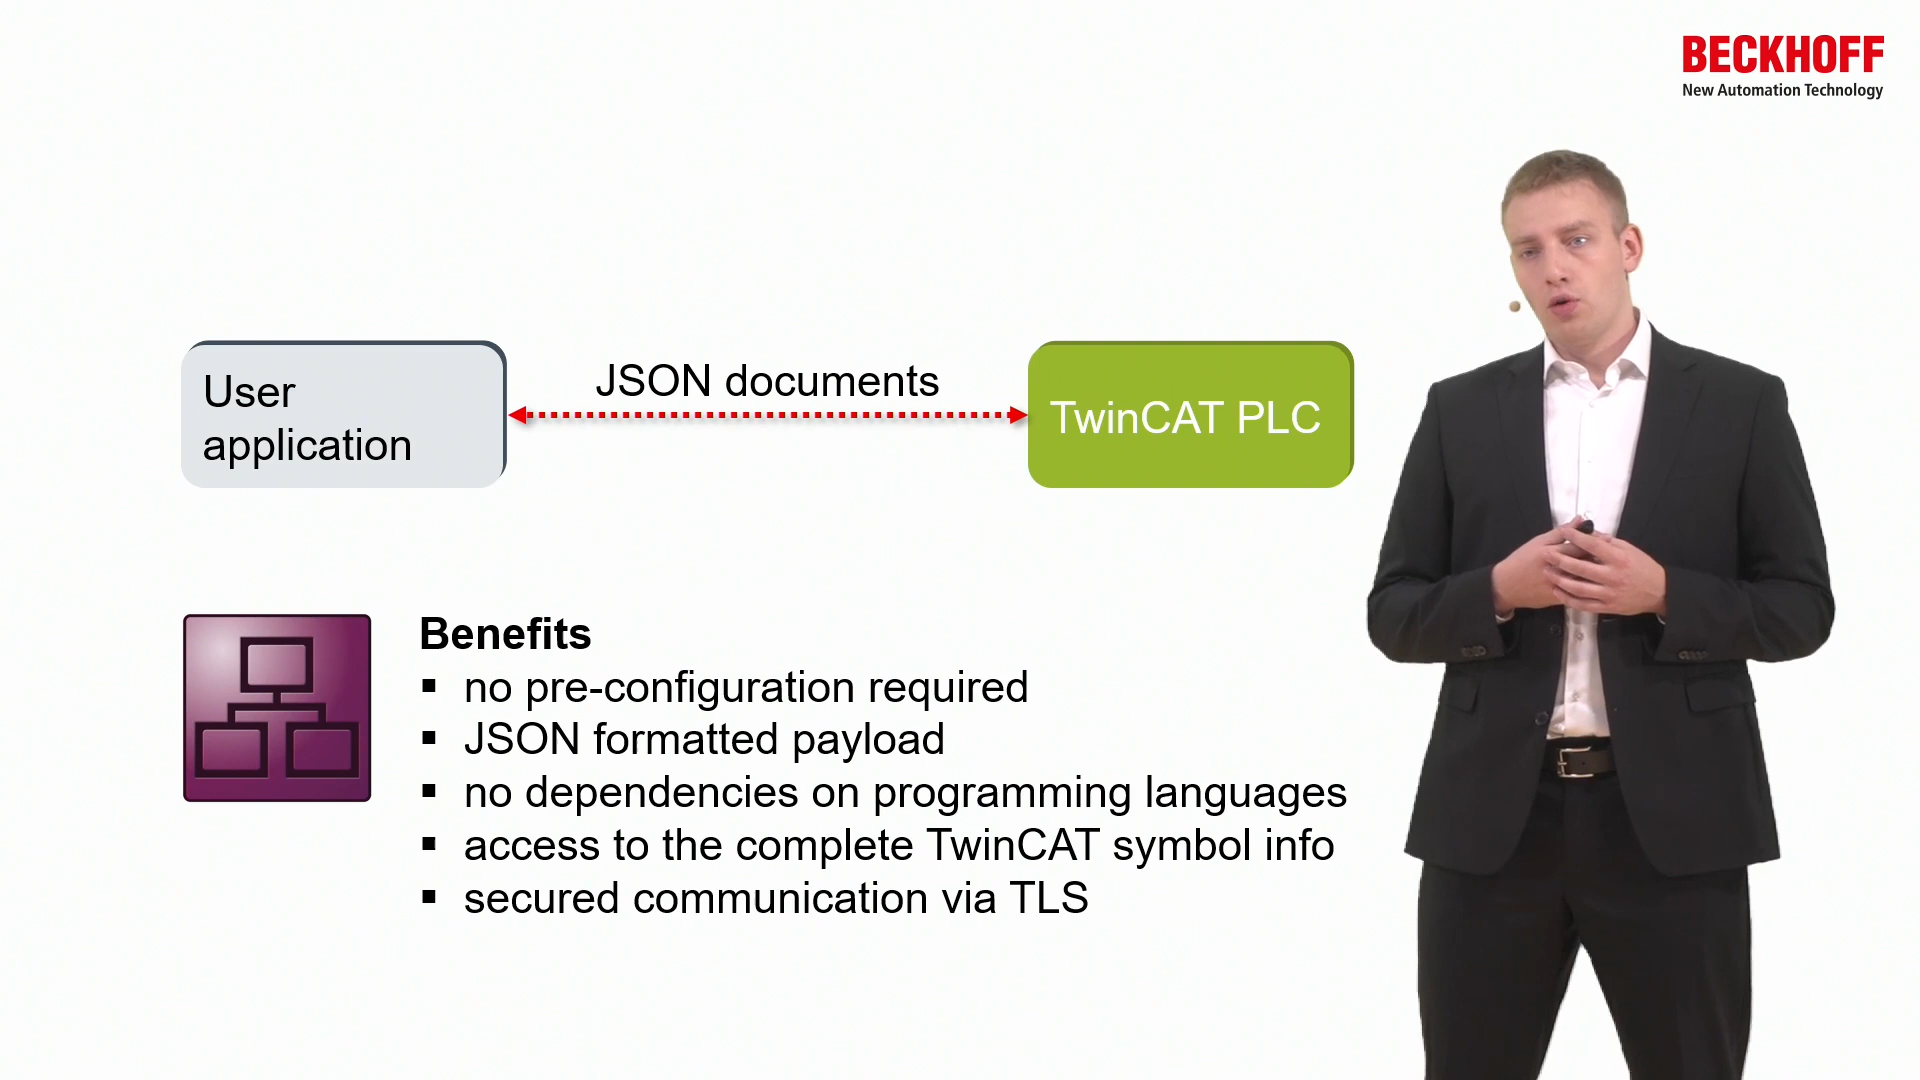 BECKHOFF
New Automation Technology
User
application
JSON documents
TwinCAT PLC
Benefits
▪ no pre-configuration required
▪ JSON formatted payload
▪ no dependencies on programming languages
▪ access to the complete TwinCAT symbol info
▪ secured communication via TLS